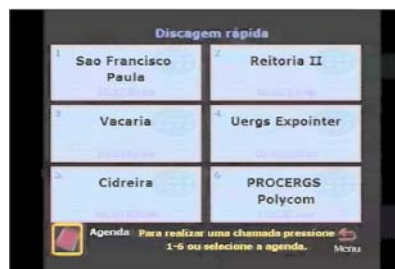 Discagem rápida
1
Sao Francisco
Paula
2
Reitoria II
3
Vacaria
4
Uergs Expointer
5
Cidreira
6
PROCERGS
Polycom
Agenda
Para realizar uma chamada pressione
1-6 ou selecione a agenda.
Menu